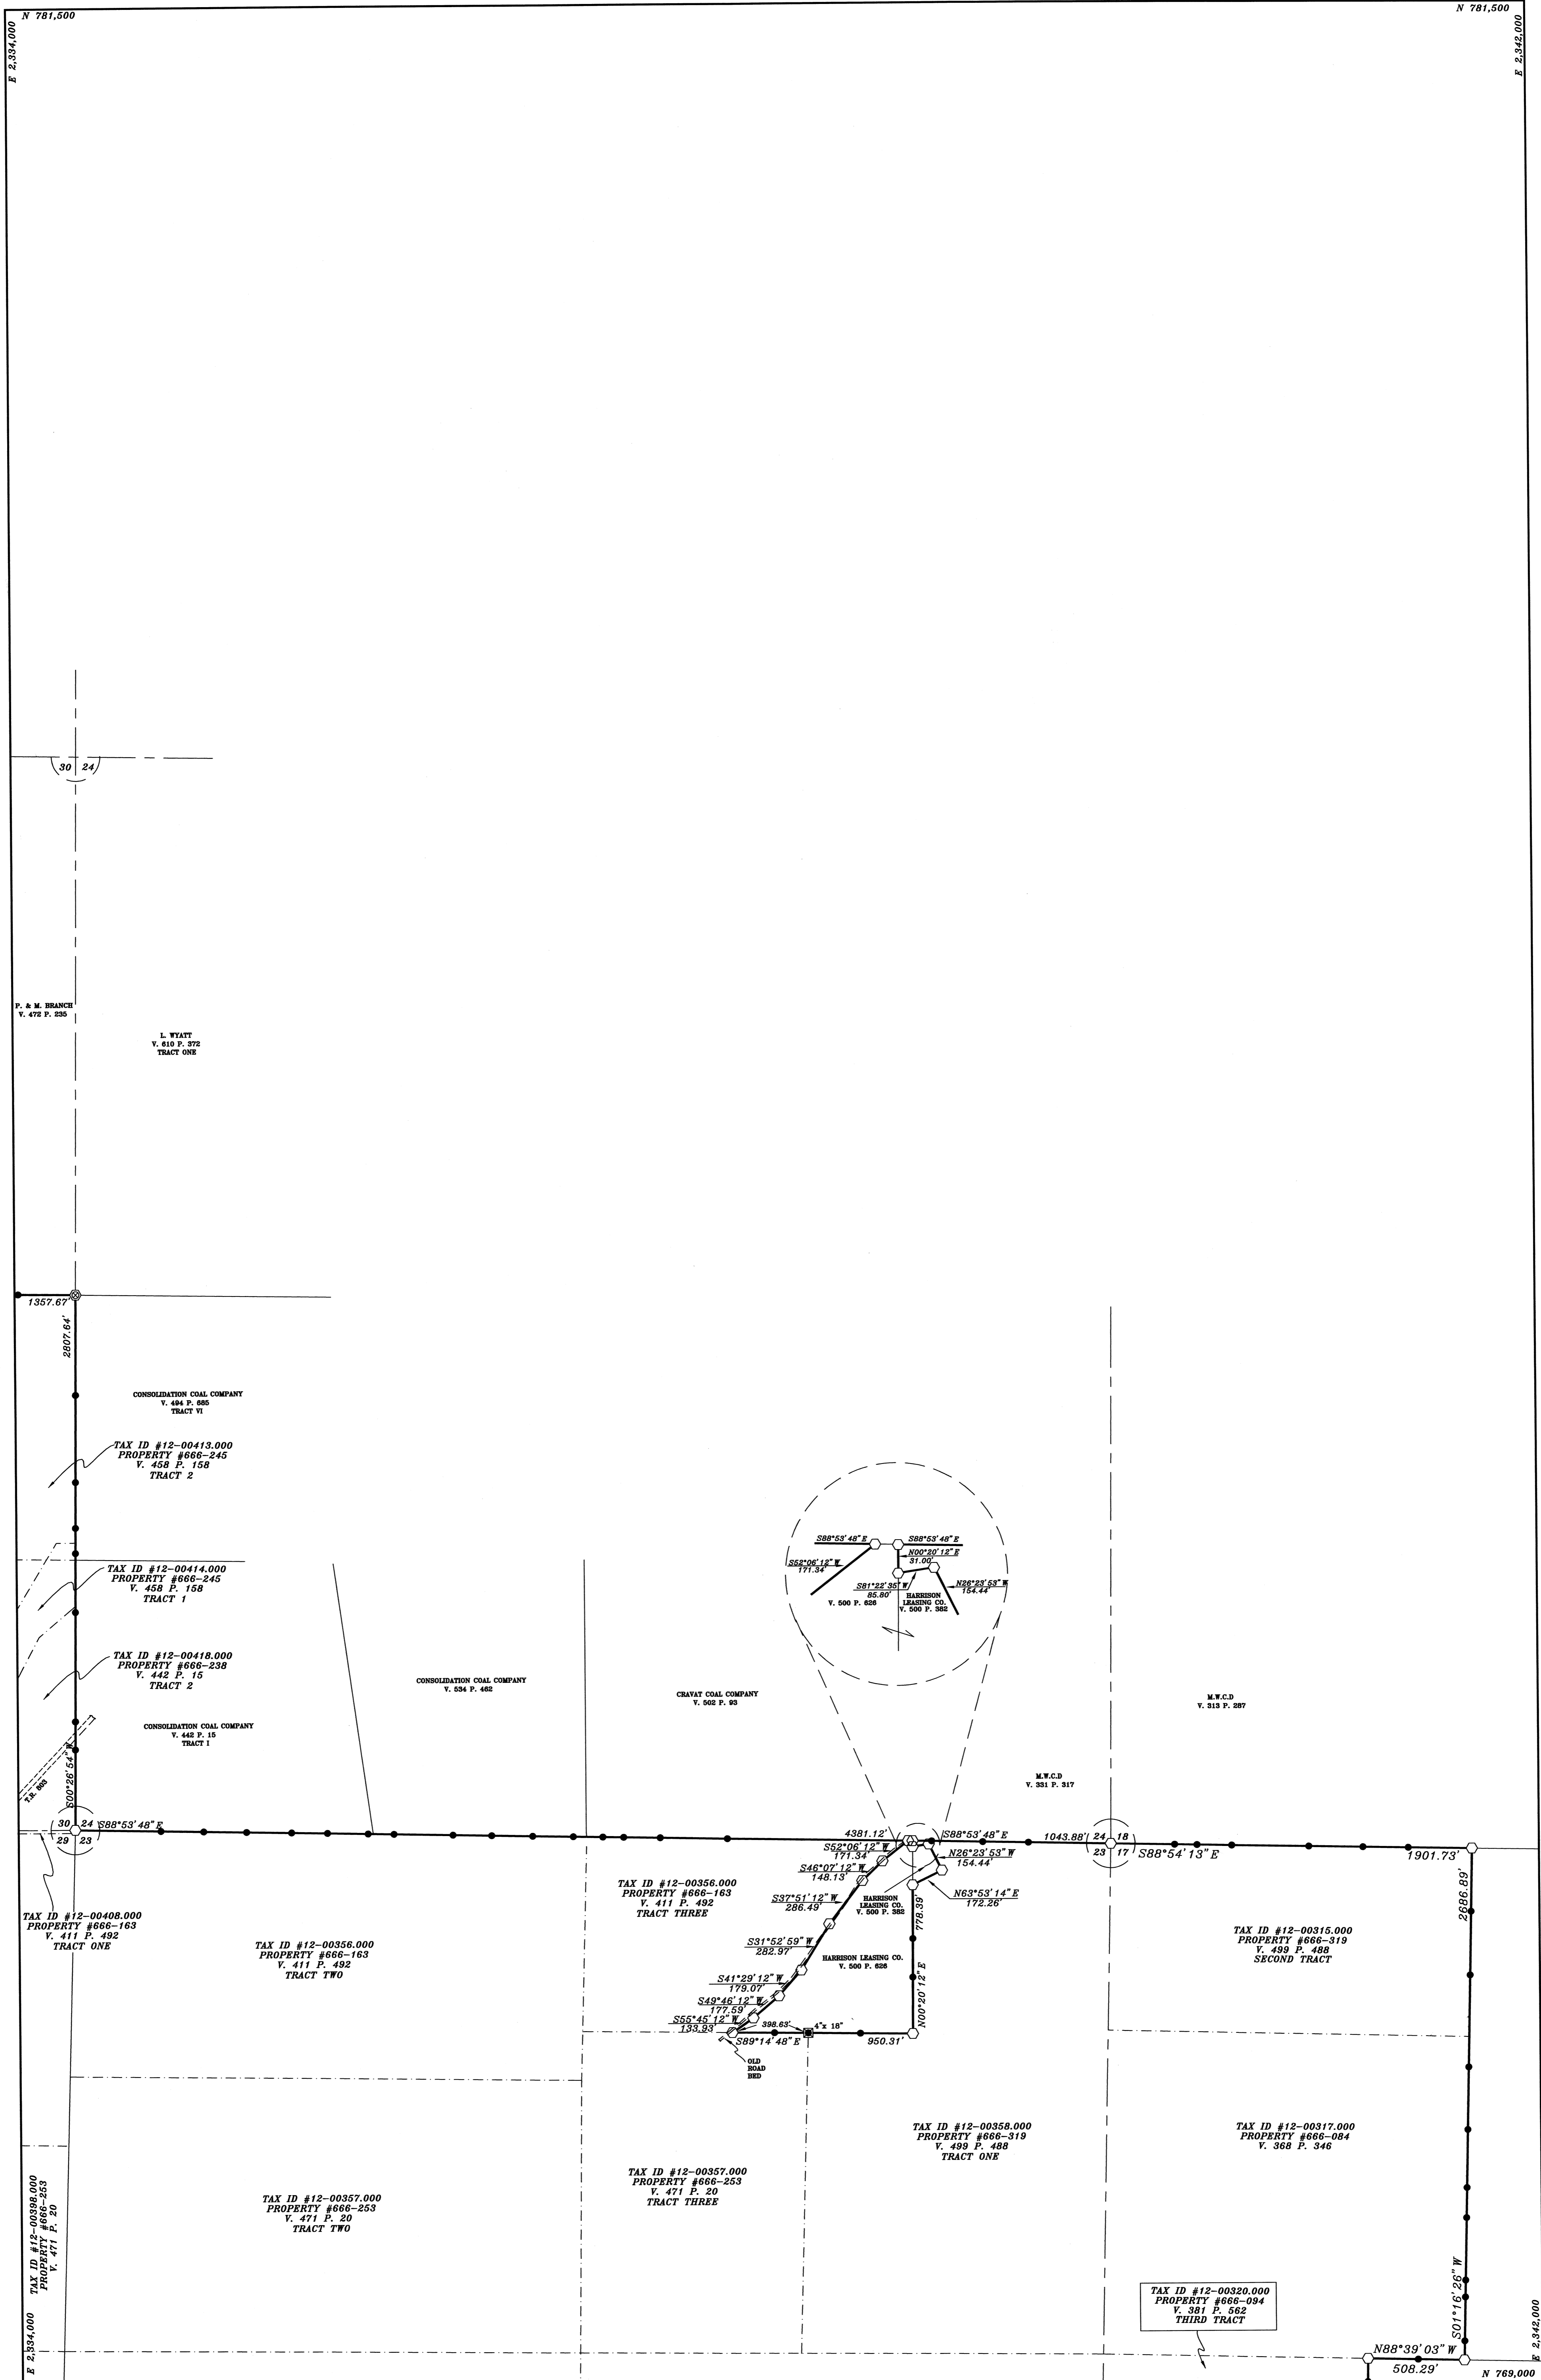 N 781,500
N 781,500
E 2,334,000
E 2,342,000
30 24
P. & M. BRANCH
V. 472 P. 235
L. WYATT
V. 610 P. 372
TRACT ONE
1357.67'
2807.64'
CONSOLIDATION COAL COMPANY
V. 494 P. 685
TRACT VI
TAX ID #12-00413.000
PROPERTY #666-245
V. 458 P. 158
TRACT 2
TAX ID #12-00414.000
PROPERTY #666-245
V. 458 P. 158
TRACT 1
TAX ID #12-00418.000
PROPERTY #666-238
V. 442 P. 15
TRACT 2
CONSOLIDATION COAL COMPANY
V. 442 P. 15
TRACT I
T.R. 503
S00°26'54" W
CONSOLIDATION COAL COMPANY
V. 534 P. 462
CRAVAT COAL COMPANY
V. 502 P. 93
S88°53'48" E
S88°53'48" E
N00°20'12" E
31.00'
S52°06'12" W
171.34'
S81°22'35" W
85.80'
N26°23'53" W
154.44'
V. 500 P. 626
HARRISON
LEASING CO.
V. 500 P. 382
M.W.C.D
V. 313 P. 287
M.W.C.D
V. 331 P. 317
30 24
29 23
S88°53'48" E
4381.12'
S88°53'48" E
1043.88'
24 18
23 17
S88°54'13" E
1901.73'
S52°06'12" W
171.34'
S46°07'12" W
148.13'
S37°51'12" W
286.49'
S31°52'59" W
282.97'
S41°29'12" W
179.07'
S49°46'12" W
177.59'
S55°45'12" W
133.93'
398.63'
4"x 18"
S89°14'48" E
950.31'
OLD
ROAD
BED
N26°23'53" W
154.44'
N63°53'14" E
172.26'
HARRISON
LEASING CO.
V. 500 P. 382
778.39'
N00°20'12" E
HARRISON LEASING CO.
V. 500 P. 626
TAX ID #12-00408.000
PROPERTY #666-163
V. 411 P. 492
TRACT ONE
TAX ID #12-00356.000
PROPERTY #666-163
V. 411 P. 492
TRACT TWO
TAX ID #12-00356.000
PROPERTY #666-163
V. 411 P. 492
TRACT THREE
TAX ID #12-00315.000
PROPERTY #666-319
V. 499 P. 488
SECOND TRACT
2686.89'
S01°16'26" W
TAX ID #12-00358.000
PROPERTY #666-319
V. 499 P. 488
TRACT ONE
TAX ID #12-00317.000
PROPERTY #666-084
V. 368 P. 346
TAX ID #12-00357.000
PROPERTY #666-253
V. 471 P. 20
TRACT THREE
TAX ID #12-00357.000
PROPERTY #666-253
V. 471 P. 20
TRACT TWO
TAX ID #12-00398.000
PROPERTY #666-253
V. 471 P. 20
TAX ID #12-00320.000
PROPERTY #666-094
V. 381 P. 562
THIRD TRACT
N88°39'03" W
508.29'
E 2,334,000
E 2,342,000
N 769,000